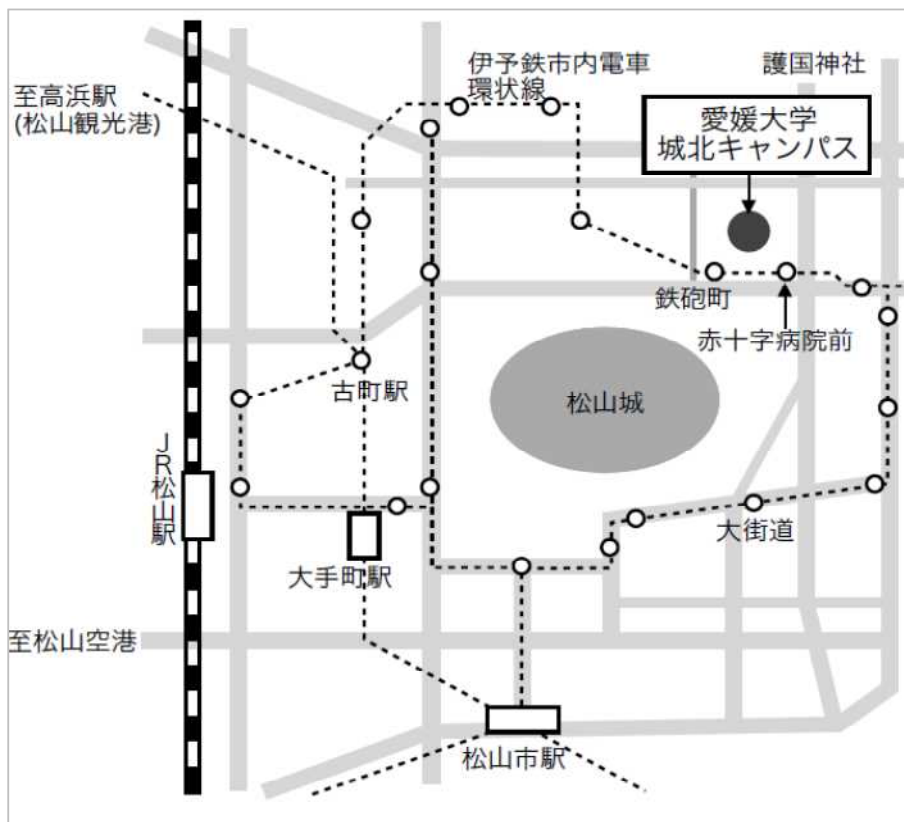 伊予鉄市内電車
環状線
護国神社
至高浜駅
(松山観光港)
愛媛大学
城北キャンパス
鉄砲町
赤十字病院前
古町駅
松山城
JR松山駅
大街道
大手町駅
至松山空港
松山市駅